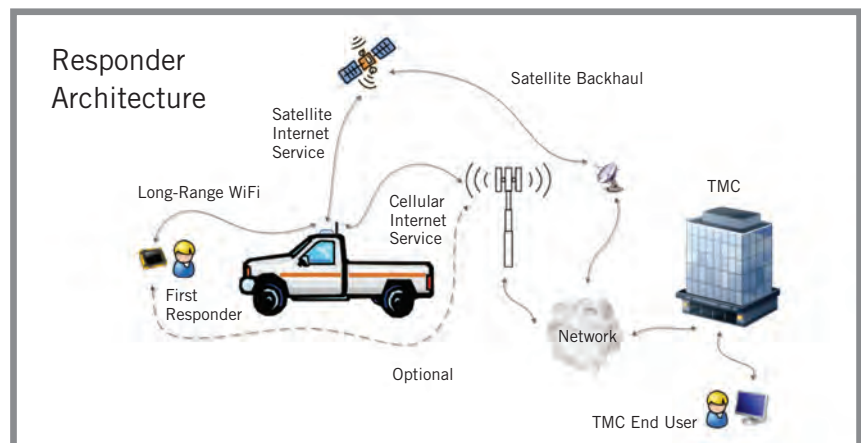 Responder
Architecture
Satellite Backhaul
Satellite
Internet
Service
Long-Range WiFi
Cellular
Internet
Service
TMC
First
Responder
Network
Optional
TMC End User